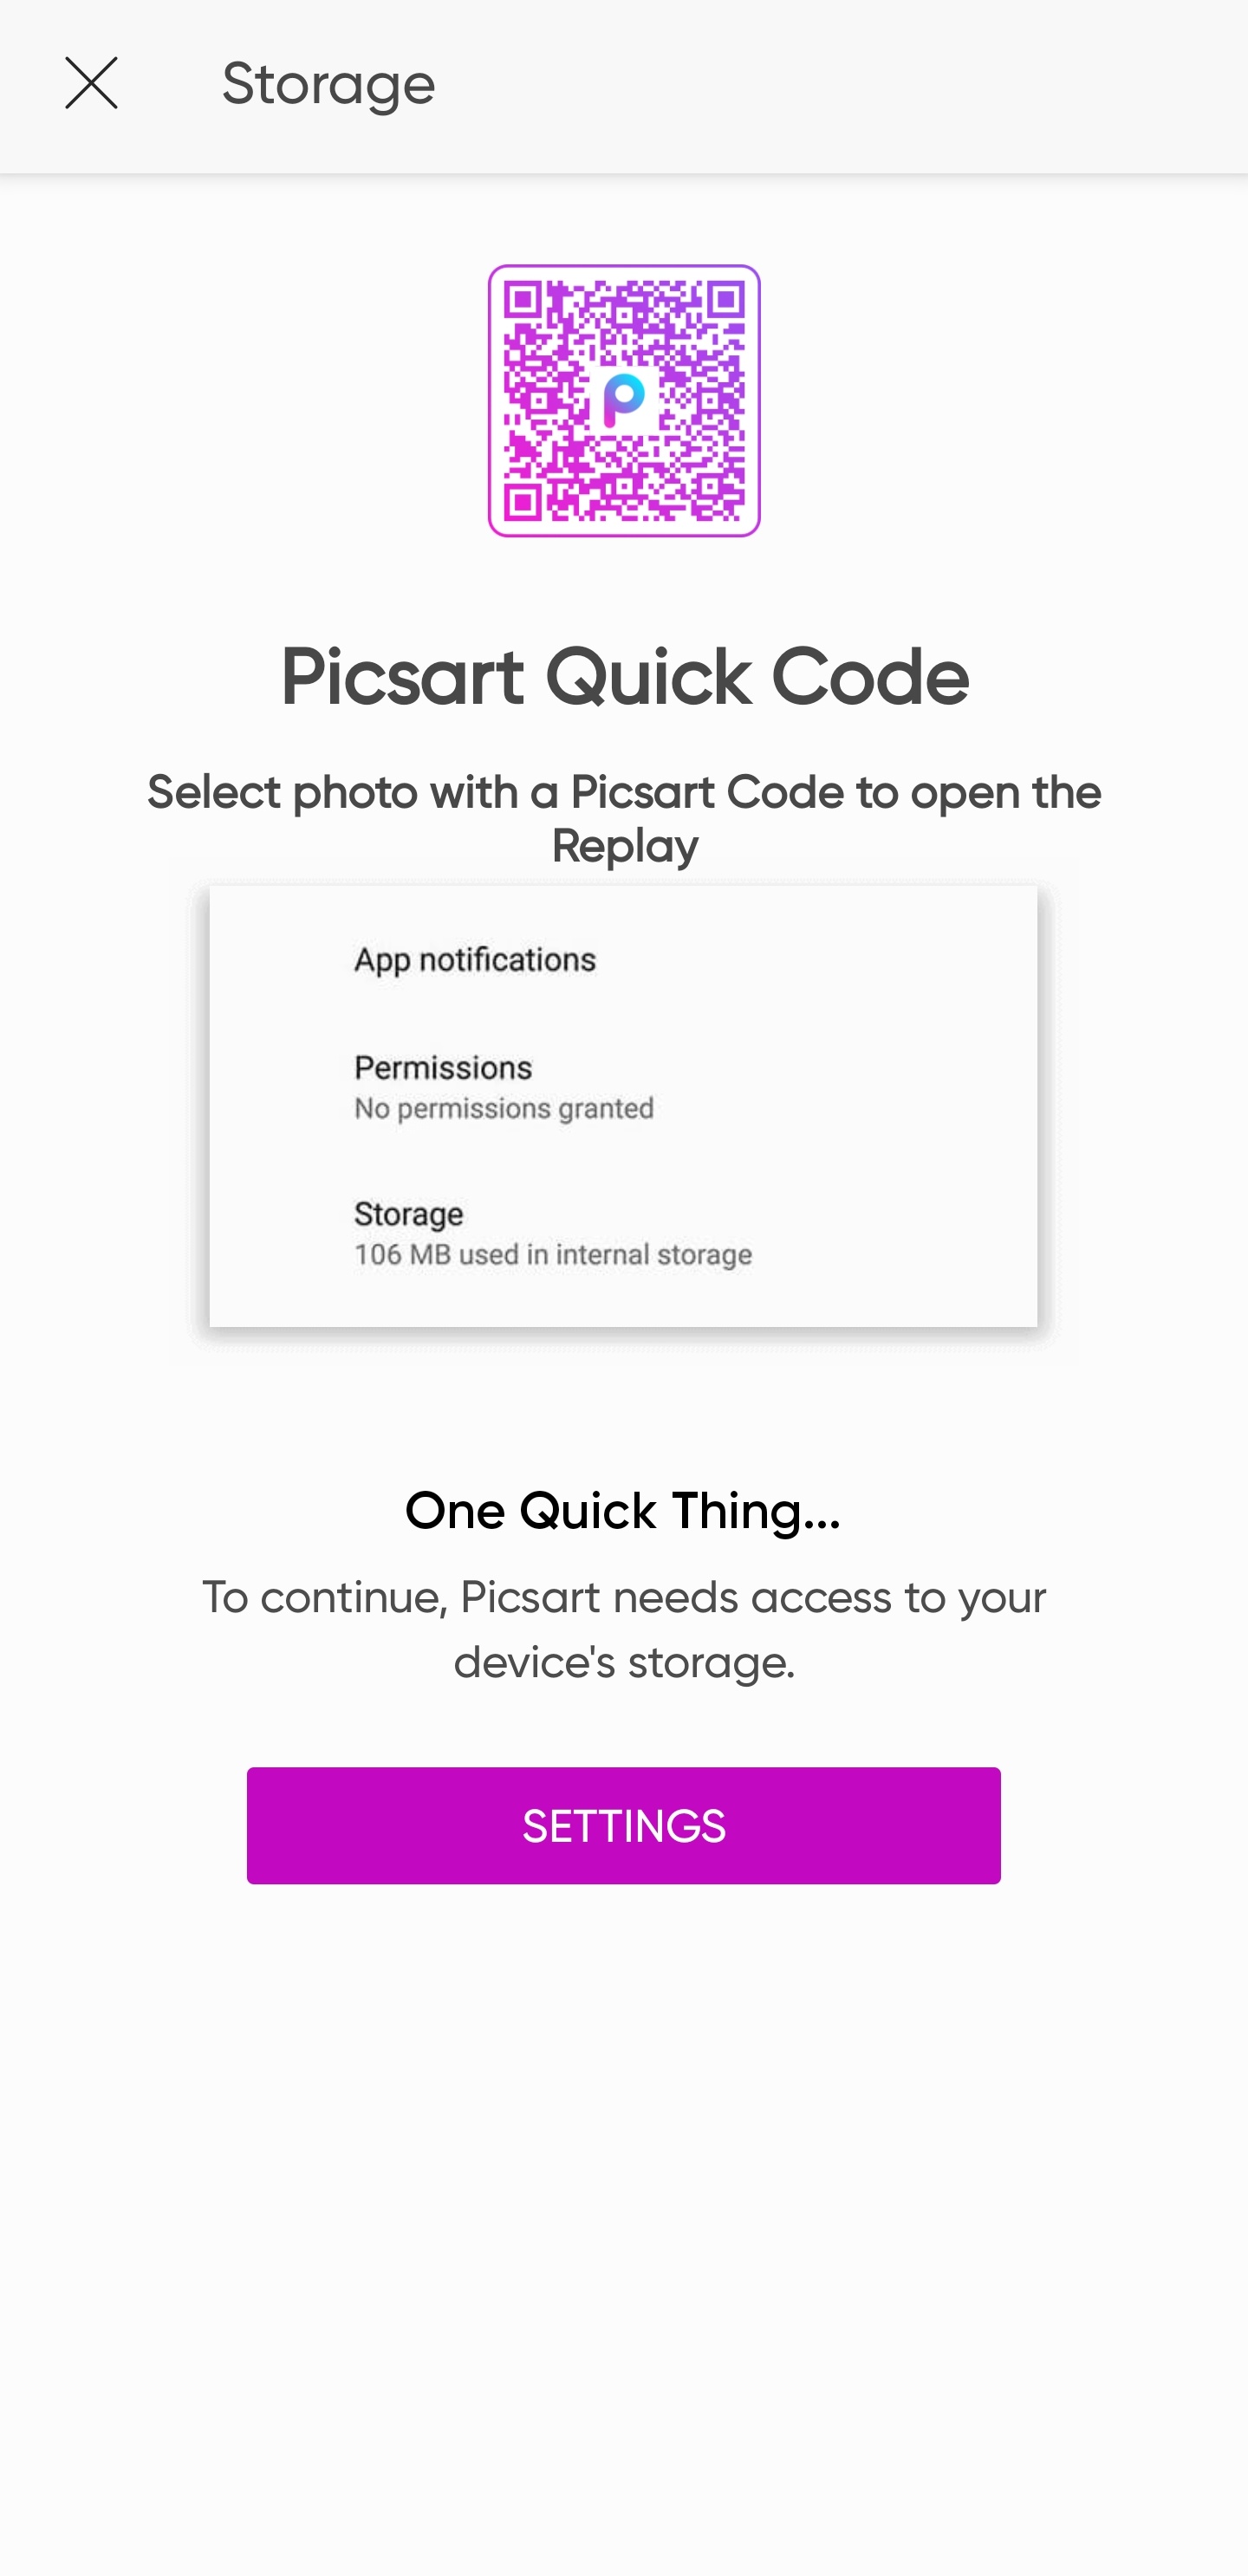 Storage
Picsart Quick Code
Select photo with a Picsart Code to open the
Replay
App notifications
Permissions
No permissions granted
Storage
106 MB used in internal storage
One Quick Thing...
To continue, Picsart needs access to your
device's storage.
SETTINGS